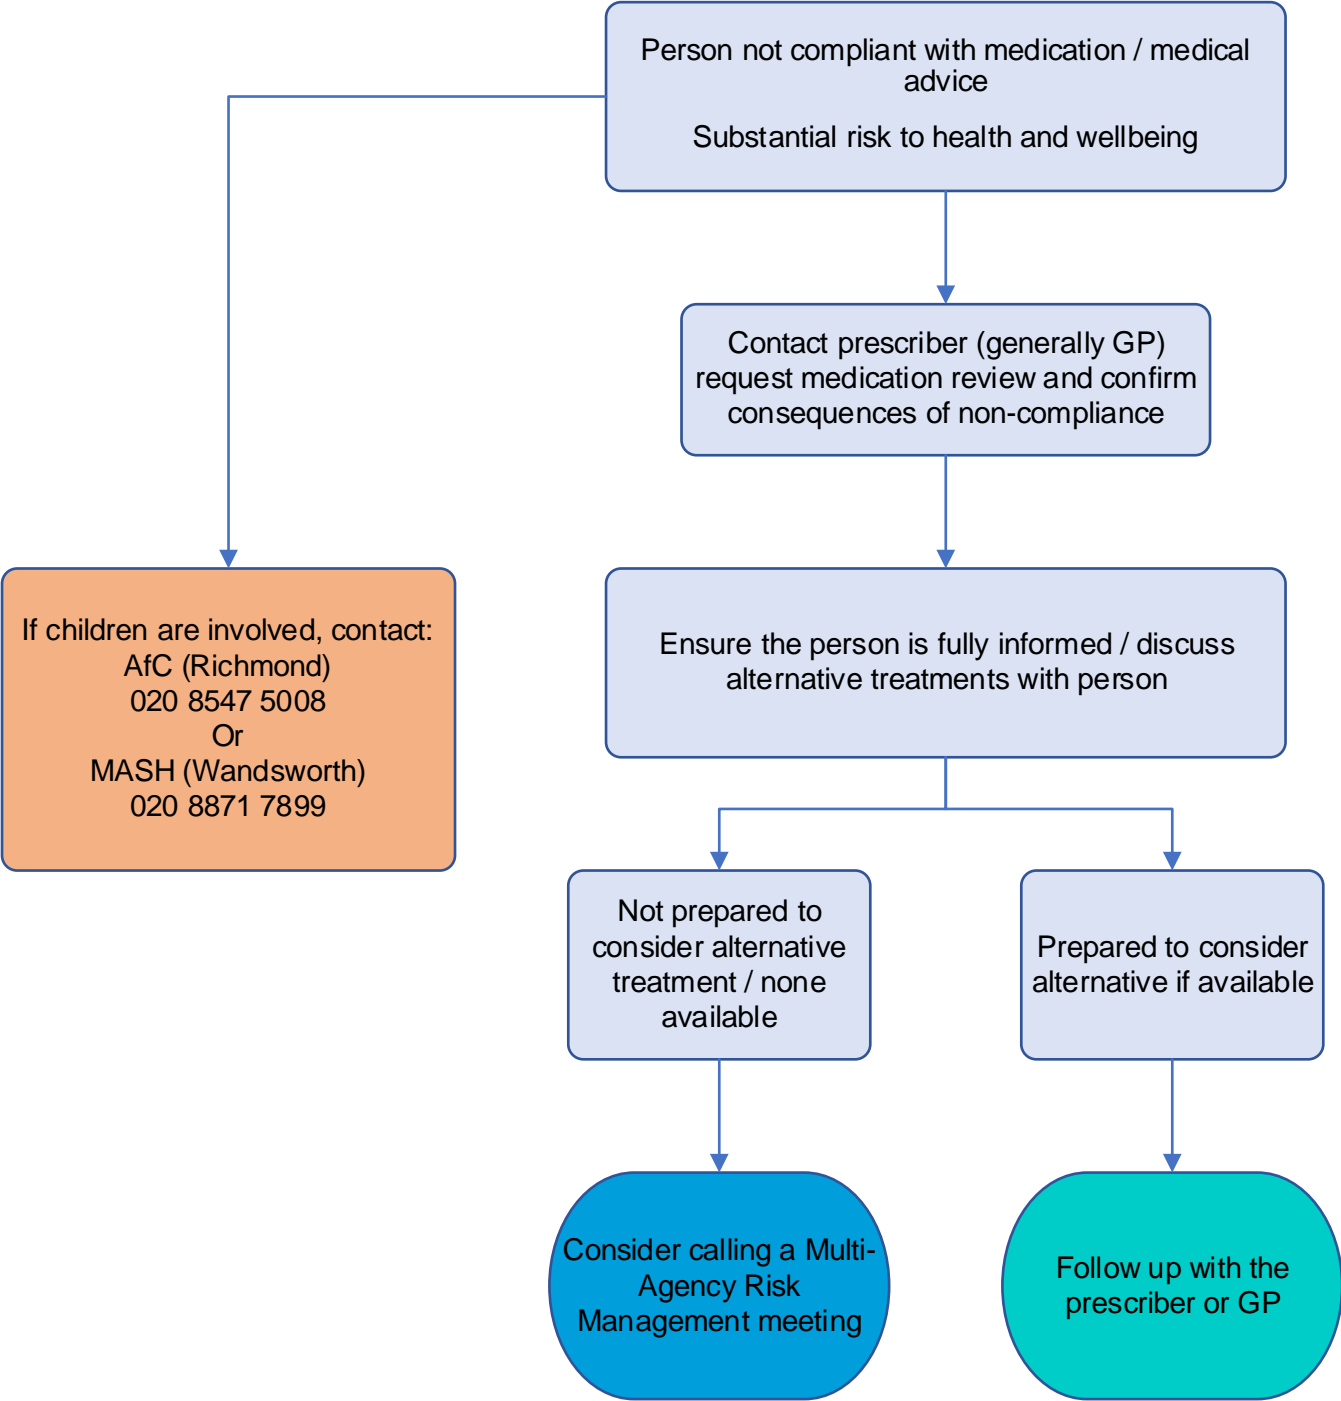 Person not compliant with medication / medical
advice
Substantial risk to health and wellbeing
Contact prescriber (generally GP)
request medication review and confirm
consequences of non-compliance
If children are involved, contact:
AfC (Richmond)
020 8547 5008
Or
MASH (Wandsworth)
020 8871 7899
Ensure the person is fully informed / discuss
alternative treatments with person
Not prepared to
consider alternative
treatment / none
available
Prepared to consider
alternative if available
Consider calling a Multi-
Agency Risk
Management meeting
Follow up with the
prescriber or GP